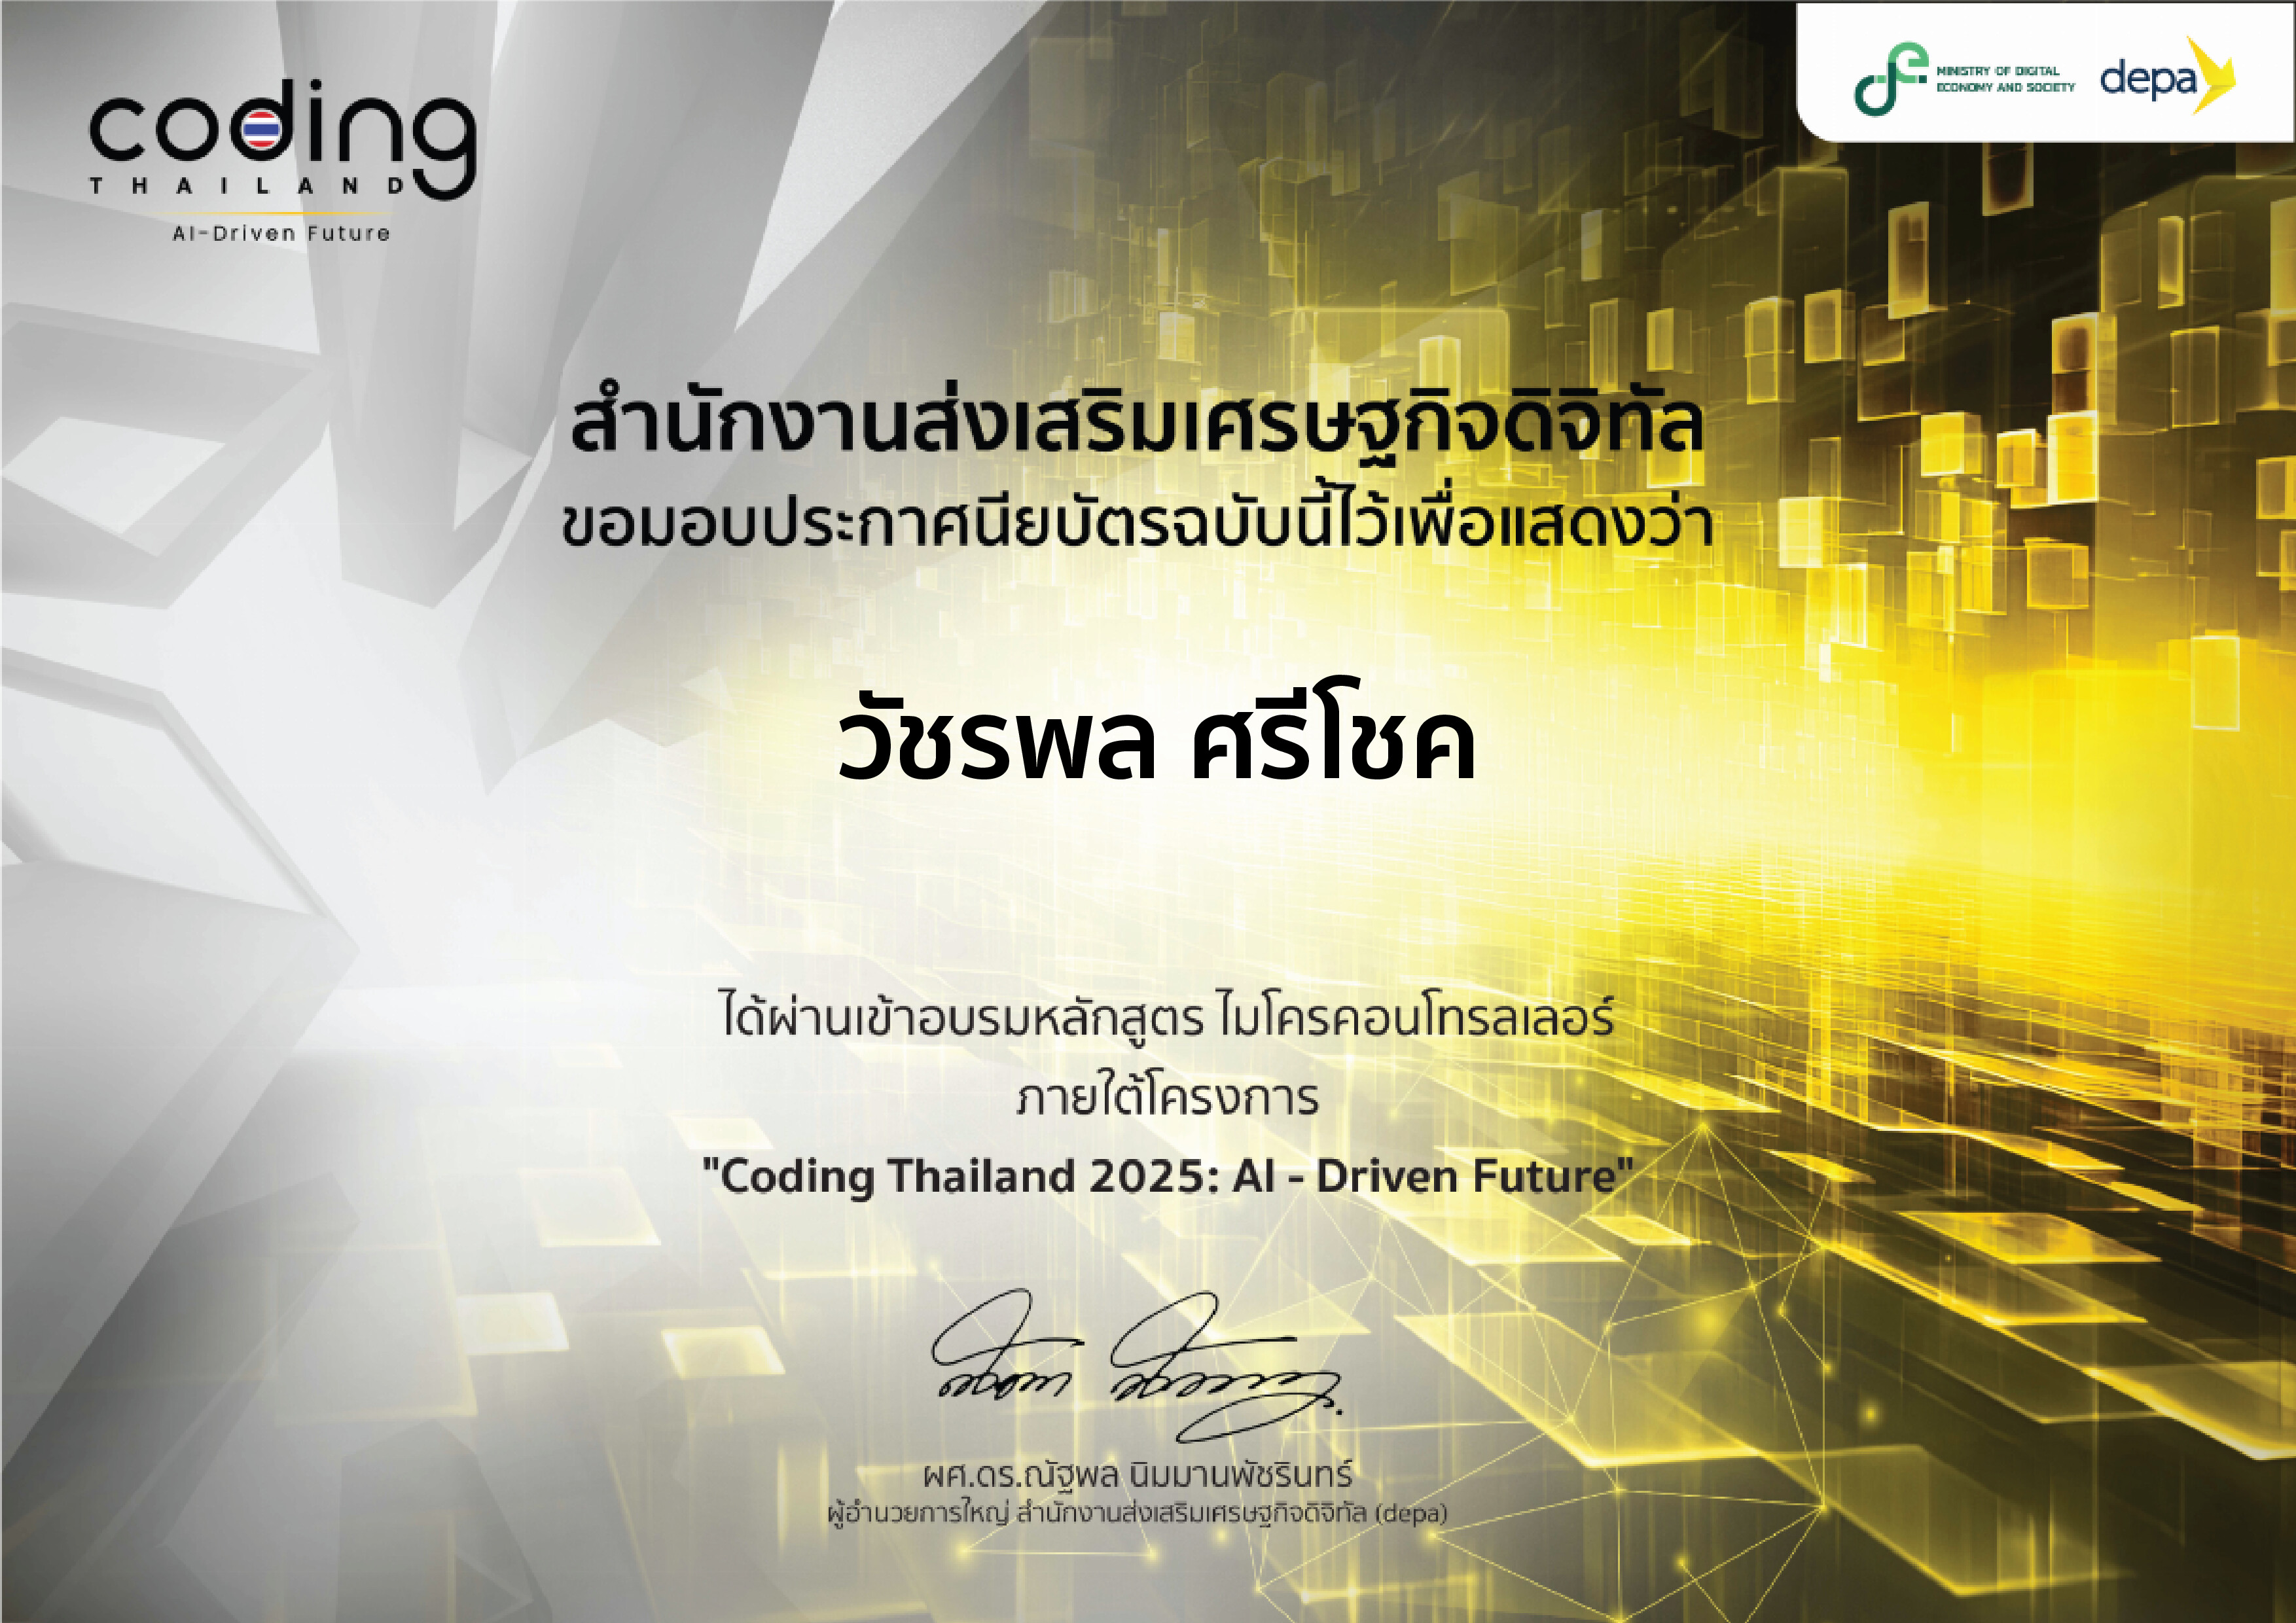 coding
THAILAND
AI-Driven Future
MINISTRY OF DIGITAL
ECONOMY AND SOCIETY
depa
สำนักงานส่งเสริมเศรษฐกิจดิจิทัล
ขอมอบประกาศนียบัตรฉบับนี้ไว้เพื่อแสดงว่า
วัชรพล ศรีโชค
ได้ผ่านเข้าอบรมหลักสูตร ไมโครคอนโทรลเลอร์
ภายใต้โครงการ
"Coding Thailand 2025: AI - Driven Future"
ผศ.ดร.ณัฐพล นิมมานพัชรินทร์
ผู้อำนวยการใหญ่ สำนักงานส่งเสริมเศรษฐกิจดิจิทัล (depa)